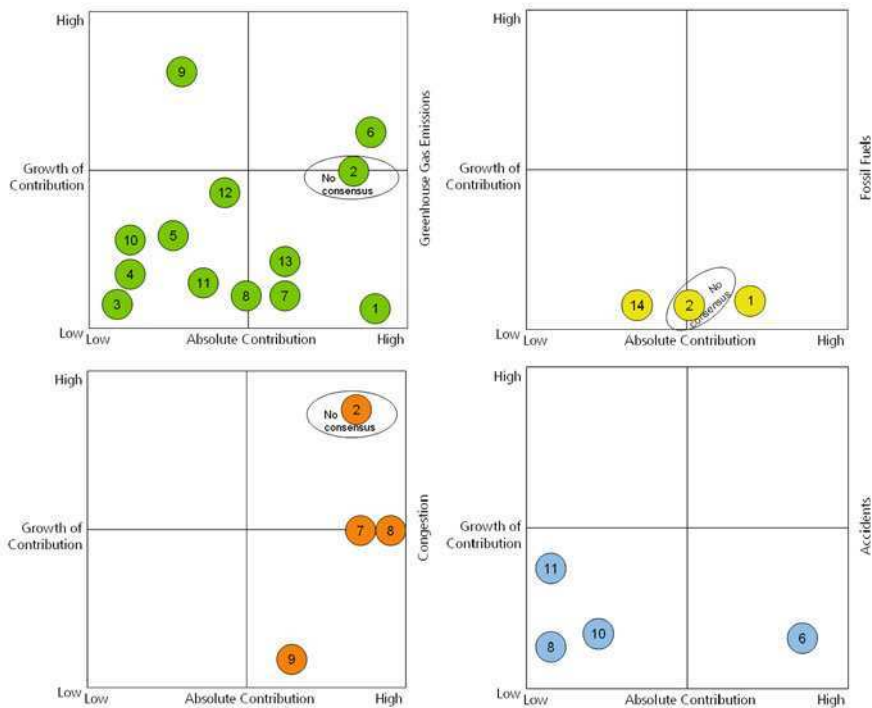 High
9
6
Growth of
Contribution
2
No
consensus
12
10
5
13
4
11
8
7
3
1
Low
Low
Absolute Contribution
High
Greenhouse Gas Emissions
High
Growth of
Contribution
No
consensus
14
2
1
Low
Low
Absolute Contribution
High
Fossil Fuels
High
2
No
consensus
Growth of
Contribution
7
8
9
Low
Low
Absolute Contribution
High
Congestion
High
Growth of
Contribution
11
10
6
8
Low
Low
Absolute Contribution
High
Accidents